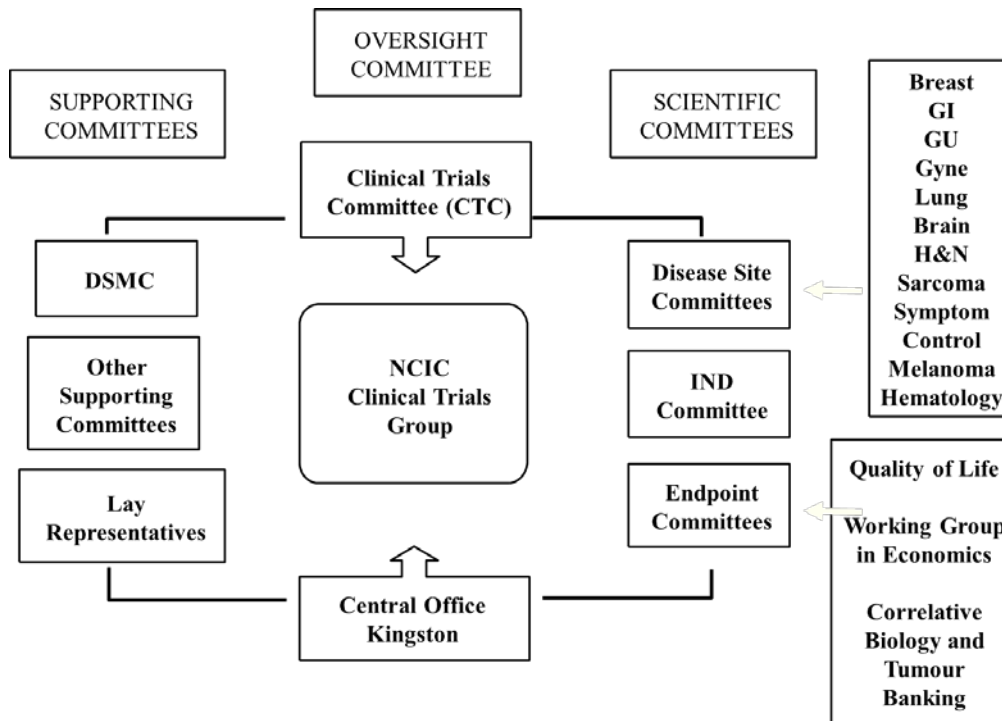 OVERSIGHT
COMMITTEE
SUPPORTING
COMMITTEES
SCIENTIFIC
COMMITTEES
Clinical Trials
Committee (CTC)
DSMC
Other
Supporting
Committees
Lay
Representatives
NCIC
Clinical Trials
Group
Central Office
Kingston
Disease Site
Committees
IND
Committee
Endpoint
Committees
Breast
GI
GU
Gyne
Lung
Brain
H&N
Sarcoma
Symptom
Control
Melanoma
Hematology
Quality of Life
Working Group
in Economics
Correlative
Biology and
Tumour
Banking